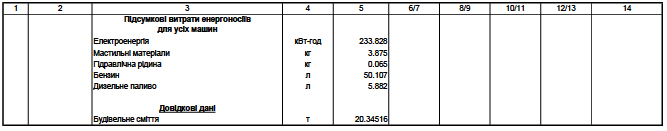 1 2 3 4 5 6/7 8/9 10/11 12/13 14
Підсумкові витрати енергоносіїв
для усіх машин
Електроенергія кВт-год 233.828
Мастильні матеріали кг 3.875
Гідравлічна рідина кг 0.065
Бензин л 50.107
Дизельне паливо л 5.882
Довідкові дані
Будівельне сміття т 20.34516